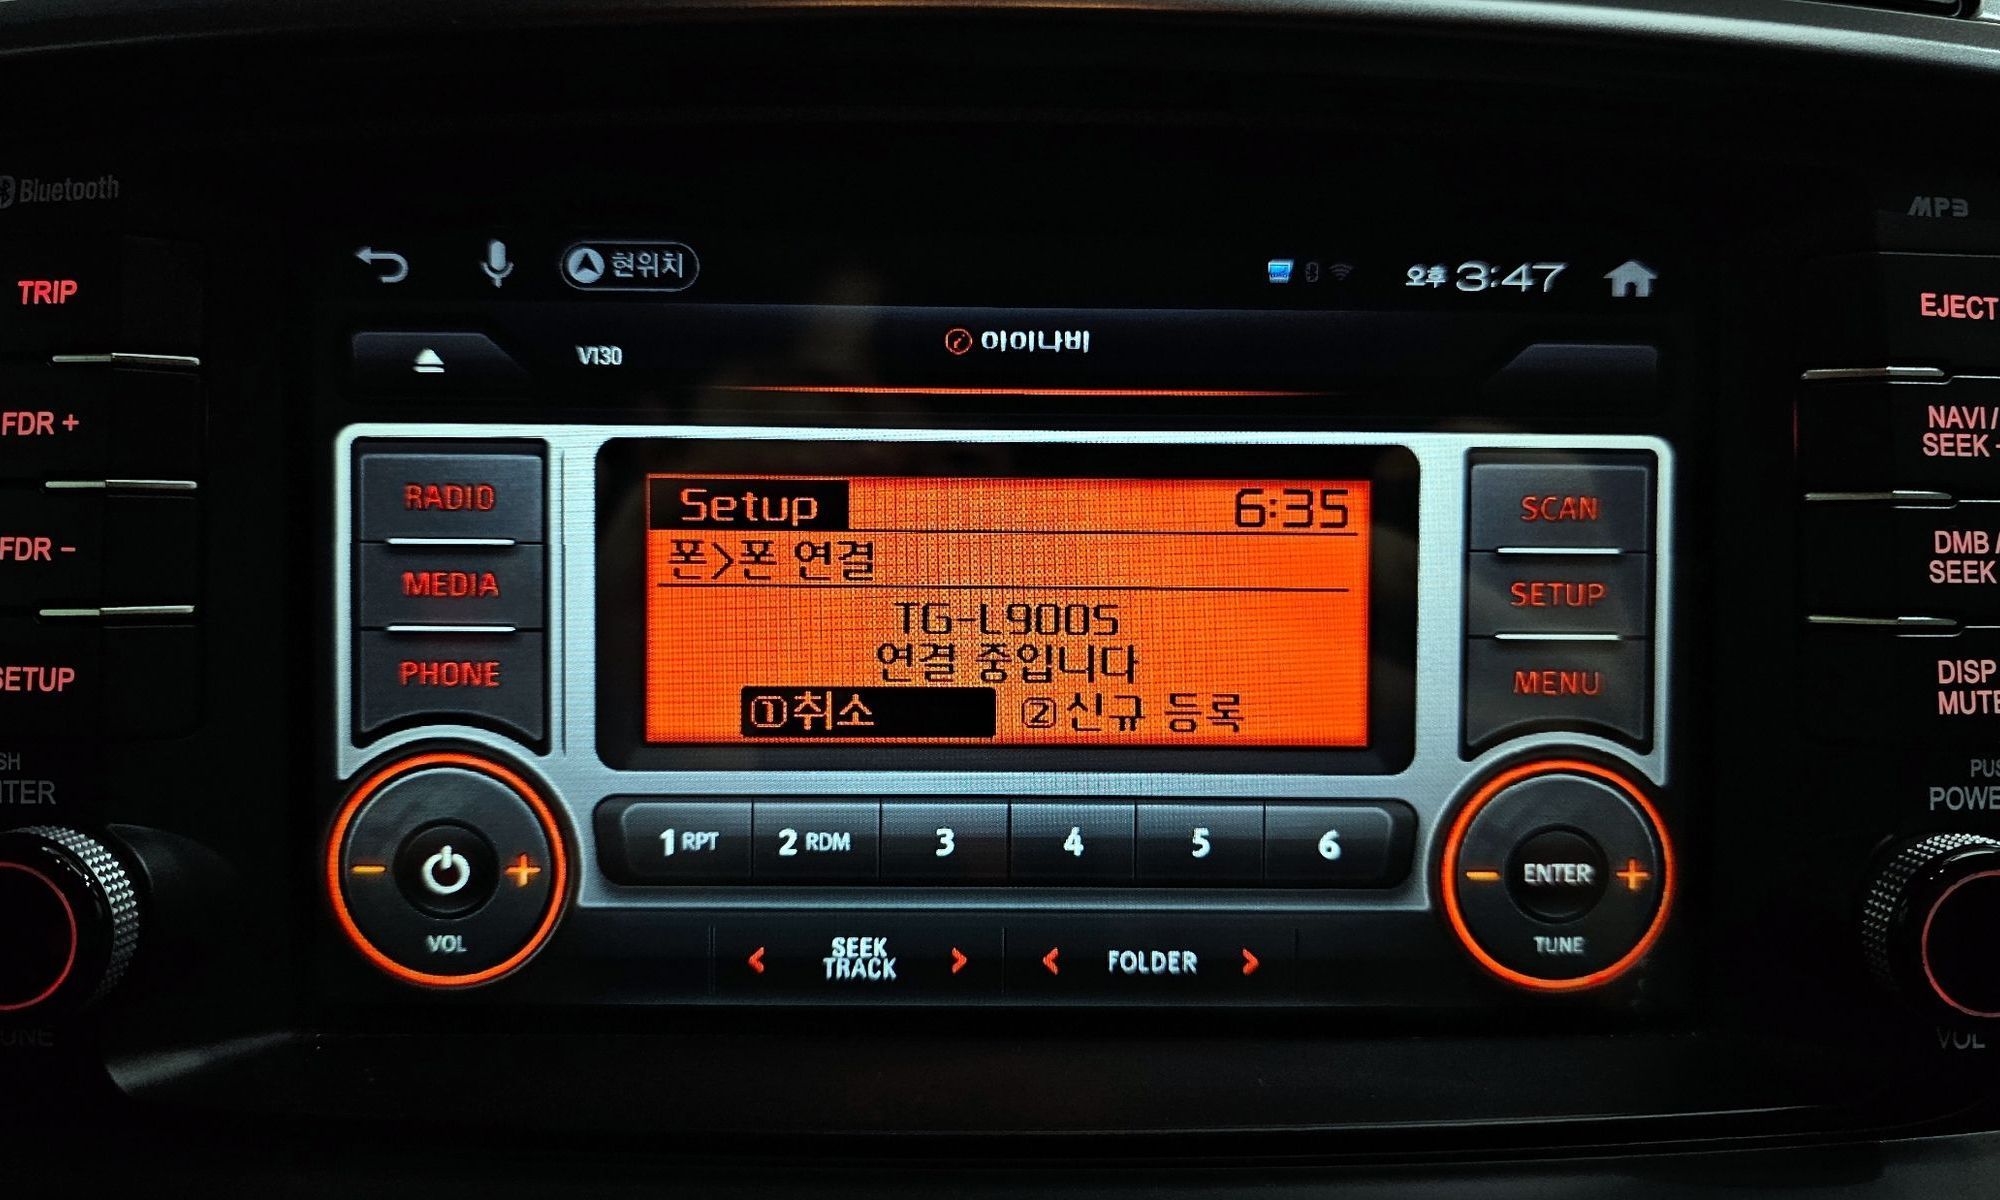 Bluetooth
MP3
TRIP
FDR +
FDR −
SETUP
현위치
오후 3:47
V130
아이나비
RADIO
MEDIA
PHONE
Setup 6:35
폰>폰 연결
TG-L900S
연결 중입니다
①취소 ②신규 등록
SCAN
SETUP
MENU
1 RPT 2 RDM 3 4 5 6
− +
VOL
SEEK
TRACK
< >
< FOLDER >
− ENTER +
TUNE
EJECT
NAVI /
SEEK
DMB /
SEEK
DISP
MUTE
VOL